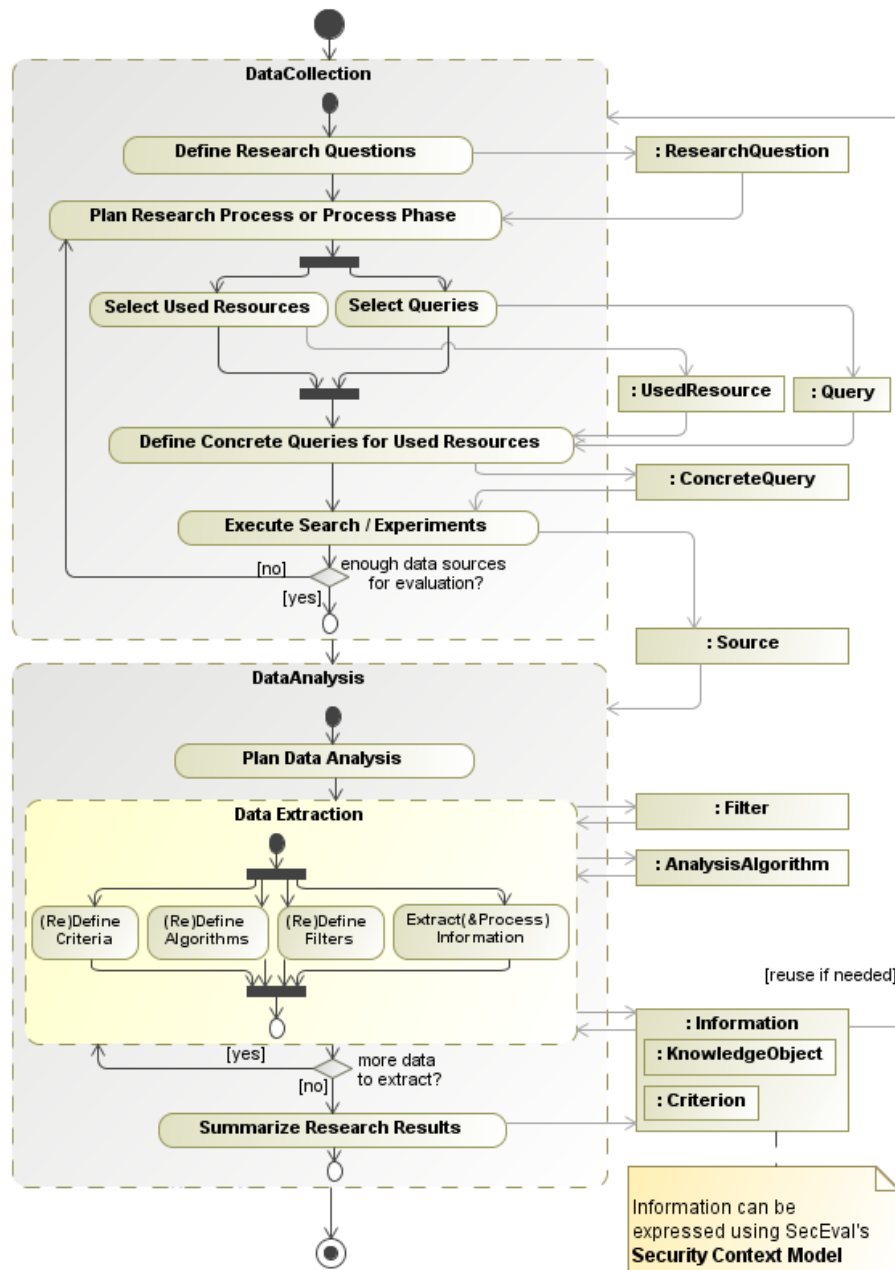 DataCollection
Define Research Questions
: ResearchQuestion
Plan Research Process or Process Phase
Select Used Resources
Select Queries
: UsedResource
: Query
Define Concrete Queries for Used Resources
: ConcreteQuery
Execute Search / Experiments
[no]
enough data sources
for evaluation?
[yes]
: Source
DataAnalysis
Plan Data Analysis
Data Extraction
: Filter
: AnalysisAlgorithm
(Re)Define
Criteria
(Re)Define
Algorithms
(Re)Define
Filters
Extract(&Process)
Information
[reuse if needed]
: Information
: KnowledgeObject
: Criterion
[yes]
more data
to extract?
[no]
Summarize Research Results
Information can be
expressed using SecEval's
Security Context Model